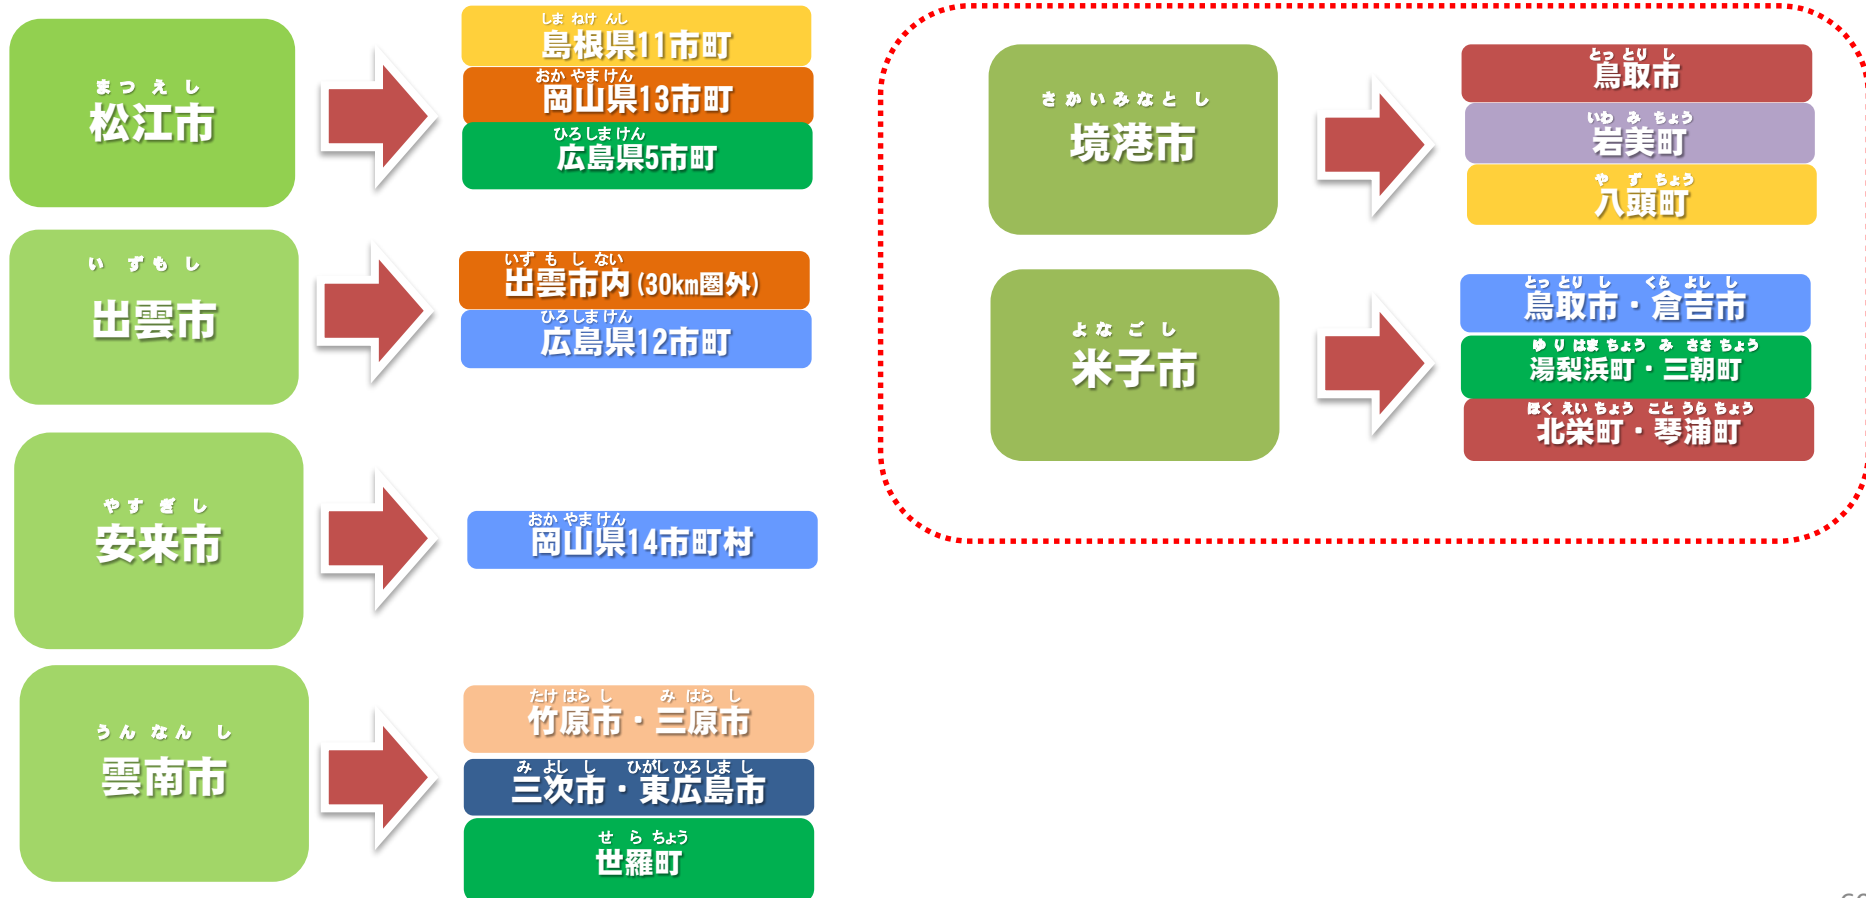 まつえし
松江市
しまねけんし
島根県11市町
おかやまけん
岡山県13市町
ひろしまけん
広島県5市町
いずもし
出雲市
いずもしない
出雲市内(30km圏外)
ひろしまけん
広島県12市町
やすぎし
安来市
おかやまけん
岡山県14市町村
うんなんし
雲南市
たけはらし みはらし
竹原市・三原市
みよしし ひがしひろしまし
三次市・東広島市
せらちょう
世羅町
さかいみなとし
境港市
とっとりし
鳥取市
いわみちょう
岩美町
やずちょう
八頭町
よなごし
米子市
とっとりし くらよしし
鳥取市・倉吉市
ゆりはまちょう みささちょう
湯梨浜町・三朝町
ほくえいちょう ことうらちょう
北栄町・琴浦町